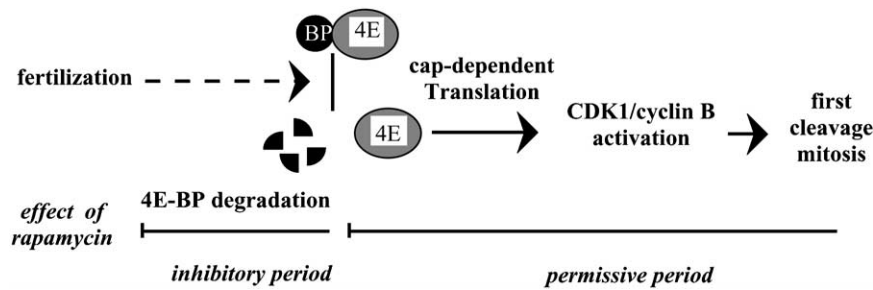 BP 4E
fertilization
cap-dependent
Translation
4E
CDK1/cyclin B
activation
first
cleavage
mitosis
4E-BP degradation
effect of
rapamycin
inhibitory period
permissive period